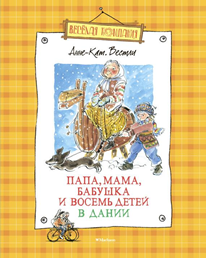 ВЕСЁЛАЯ КОМПАНИЯ
Анне-Кат. Вестли
ПАПА, МАМА,
БАБУШКА
И ВОСЕМЬ ДЕТЕЙ
В ДАНИИ